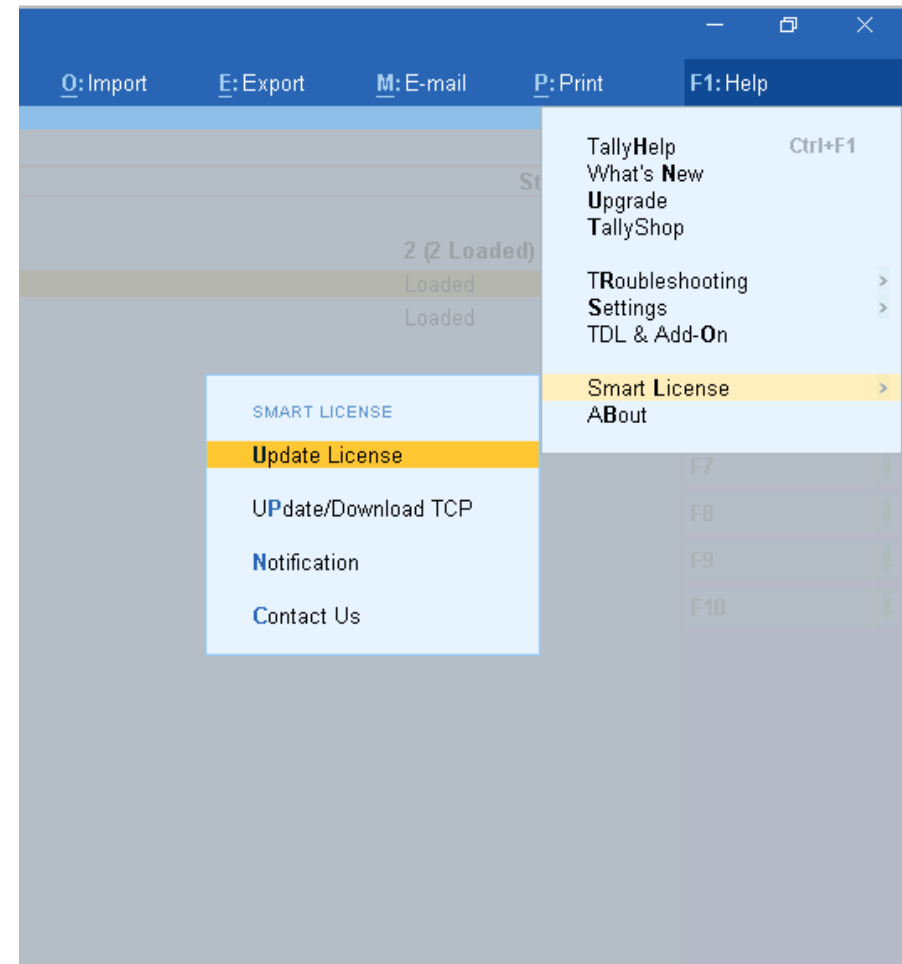 O: Import E: Export M: E-mail P: Print F1: Help
TallyHelp Ctrl+F1
What's New
Upgrade
TallyShop
TRoubleshooting >
Settings >
TDL & Add-On
Smart License >
ABout
St
2 (2 Loaded)
Loaded
Loaded
SMART LICENSE
Update License
UPdate/Download TCP
Notification
Contact Us
F7
F8
F9
F10